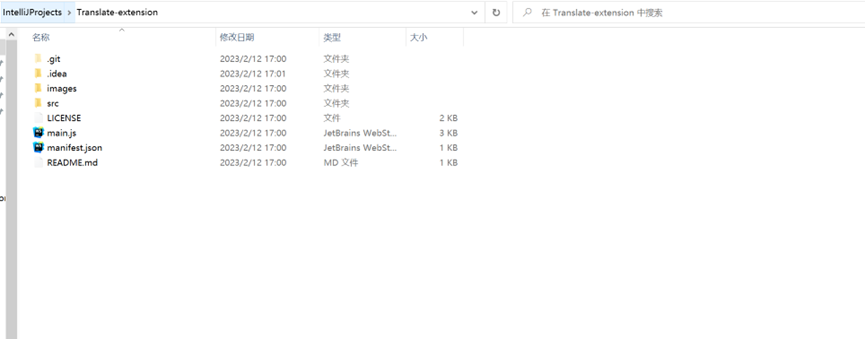 IntelliJProjects > Translate-extension 在 Translate-extension 中搜索
名称 修改日期 类型 大小
.git 2023/2/12 17:00 文件夹
.idea 2023/2/12 17:01 文件夹
images 2023/2/12 17:00 文件夹
src 2023/2/12 17:00 文件夹
LICENSE 2023/2/12 17:00 文件 2 KB
main.js 2023/2/12 17:00 JetBrains WebSt... 3 KB
manifest.json 2023/2/12 17:00 JetBrains WebSt... 1 KB
README.md 2023/2/12 17:00 MD 文件 1 KB